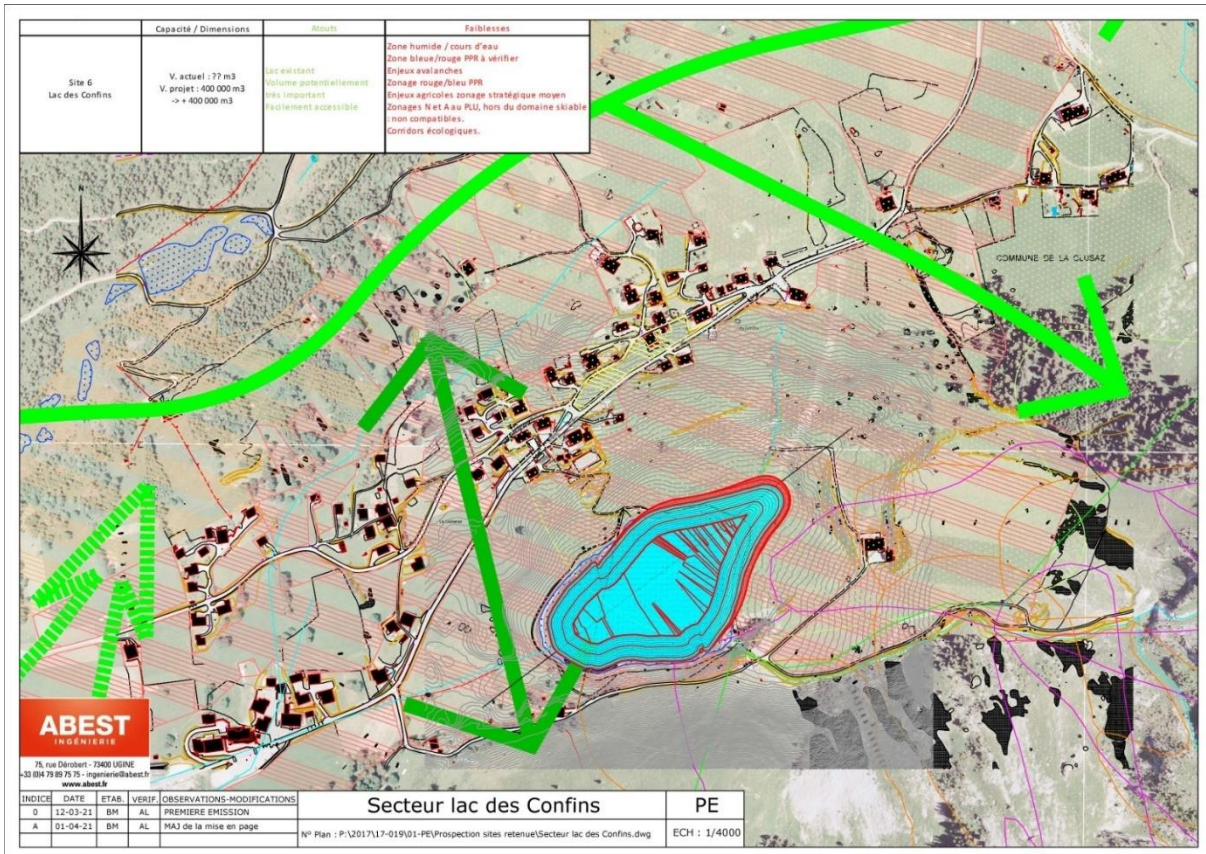 Capacité / Dimensions
Atouts
Faiblesses
Site 6
Lac des Confins
V. actuel : ?? m3
V. projet : 400 000 m3
-> + 400 000 m3
Lac existant
Volume potentiellement
très important
Facilement accessible
Zone humide / cours d'eau
Zone bleue/rouge PPR à vérifier
Enjeux avalanches
Zonage rouge/bleu PPR
Enjeux agricoles zonage stratégique moyen
Zonages N et A au PLU, hors du domaine skiable
: non compatibles.
Corridors écologiques.
N
COMMUNE DE LA CLUSAZ
ABEST
INGÉNIERIE
75, rue Dérobert - 73400 UGINE
+33 (0)4 79 89 75 75 - ingenierie@abest.fr
www.abest.fr
INDICE DATE ETAB. VERIF. OBSERVATIONS-MODIFICATIONS
0 12-03-21 BM AL PREMIERE EMISSION
A 01-04-21 BM AL MAJ de la mise en page
Secteur lac des Confins
PE
N° Plan : P:\2017\17-019\01-PE\Prospection sites retenue\Secteur lac des Confins.dwg
ECH : 1/4000